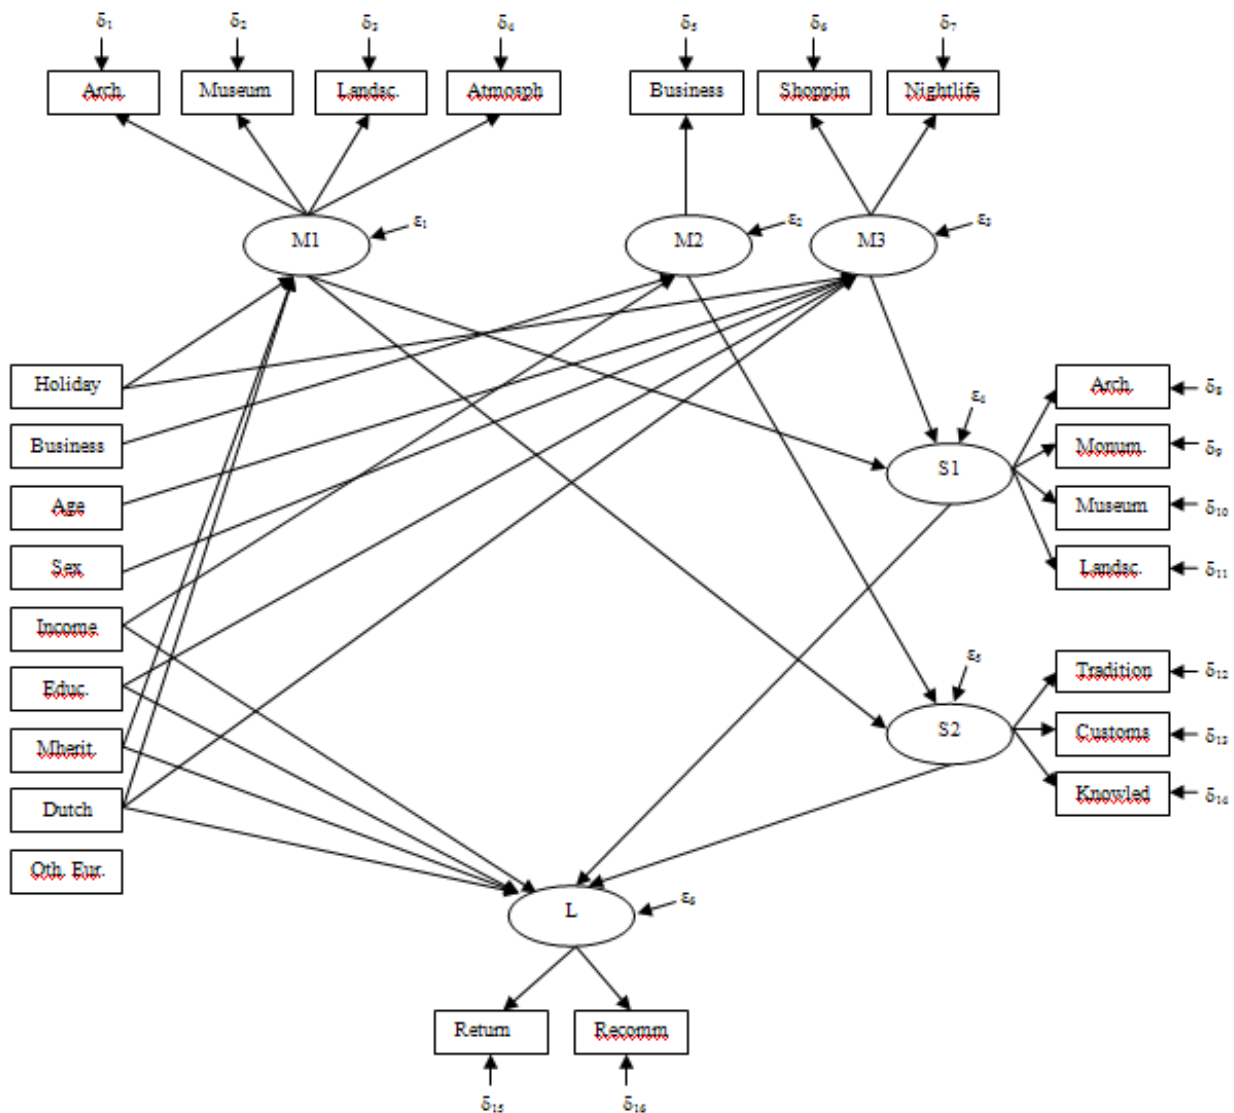 δ₁ δ₂ δ₃ δ₄ δ₅ δ₆ δ₇
Arch. Museum Landsc. Atmosph Business Shoppin Nightlife
M1 ε₁ M2 ε₂ M3 ε₃
Holiday
Business
Age
Sex
Income
Educ.
Mherit.
Dutch
Oth. Eur.
ε₄
S1
Arch. δ₈
Monum. δ₉
Museum δ₁₀
Landsc. δ₁₁
ε₅
S2
Tradition δ₁₂
Customs δ₁₃
Knowled δ₁₄
L ε₆
Return Recomm
δ₁₅ δ₁₆